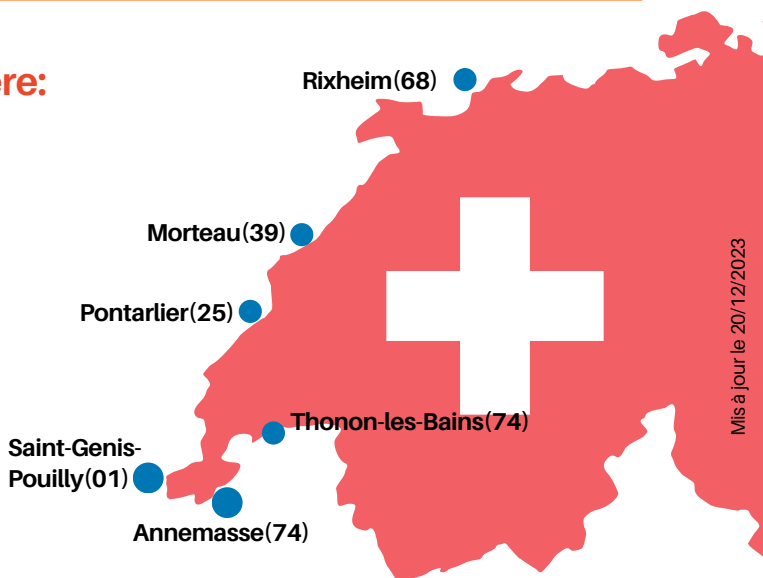 ère:
Rixheim(68)
Morteau(39)
Pontarlier(25)
Thonon-les-Bains(74)
Saint-Genis-
Pouilly(01)
Annemasse(74)
Mis à jour le 20/12/2023